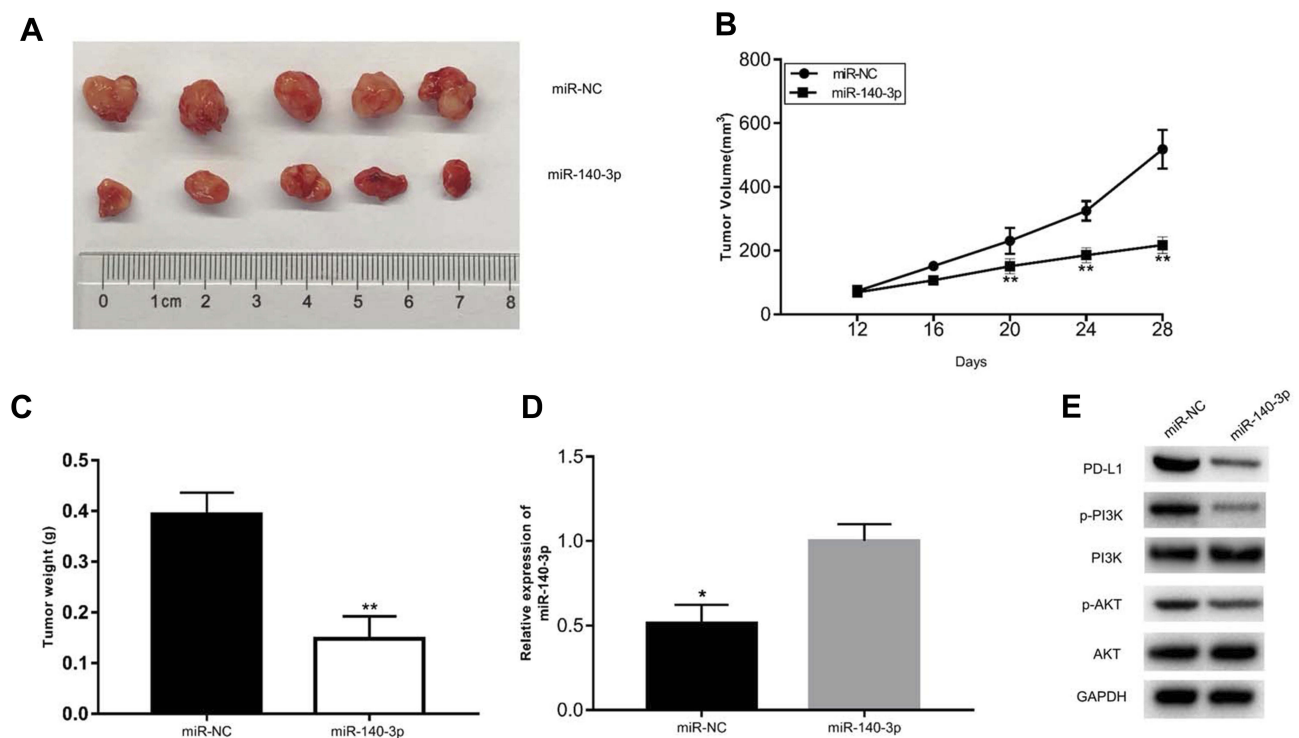 A
miR-NC
miR-140-3p
0 1 cm 2 3 4 5 6 7 8
B
Tumor Volume(mm³)
800
600
400
200
0
miR-NC
miR-140-3p
** ** **
12 16 20 24 28
Days
C
Tumor weight (g)
0.5
0.4
0.3
0.2
0.1
0.0
**
miR-NC miR-140-3p
D
Relative expression of
miR-140-3p
1.5
1.0
0.5
0.0
*
miR-NC miR-140-3p
E
miR-NC miR-140-3p
PD-L1
p-PI3K
PI3K
p-AKT
AKT
GAPDH